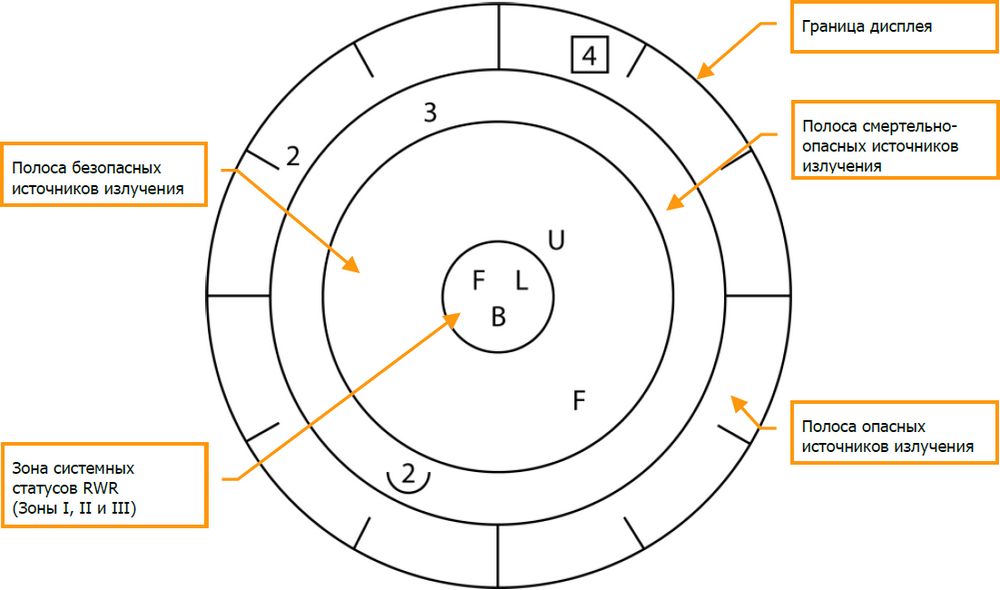 Граница дисплея
4
3
Полоса смертельно-
опасных источников
излучения
2
Полоса безопасных
источников излучения
U
F L
B
F
Полоса опасных
источников излучения
Зона системных
статусов RWR
(Зоны I, II и III)
2